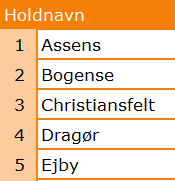 Holdnavn
1 Assens
2 Bogense
3 Christiansfelt
4 Dragør
5 Ejby